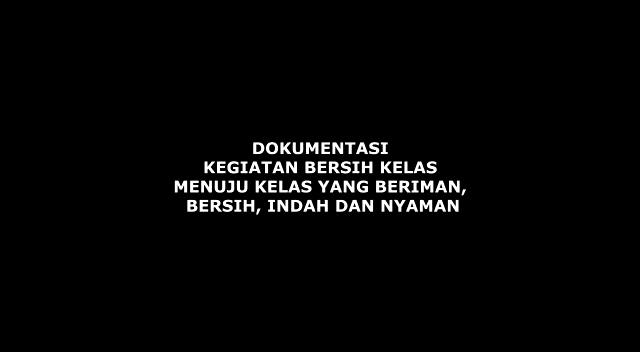 DOKUMENTASI
KEGIATAN BERSIH KELAS
MENUJU KELAS YANG BERIMAN,
BERSIH, INDAH DAN NYAMAN